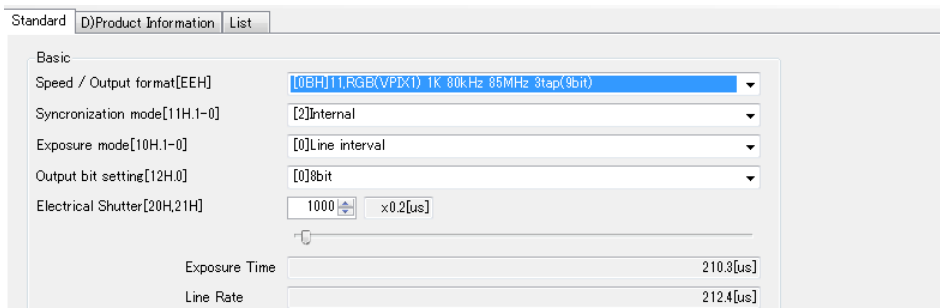 Standard D)Product Information List
Basic
Speed / Output format[EEH] [0BH]11,RGB(VPIX1) 1K 80kHz 85MHz 3tap(9bit)
Syncronization mode[11H.1-0] [2]Internal
Exposure mode[10H.1-0] [0]Line interval
Output bit setting[12H.0] [0]8bit
Electrical Shutter[20H,21H] 1000 x0.2[us]
Exposure Time 210.3[us]
Line Rate 212.4[us]